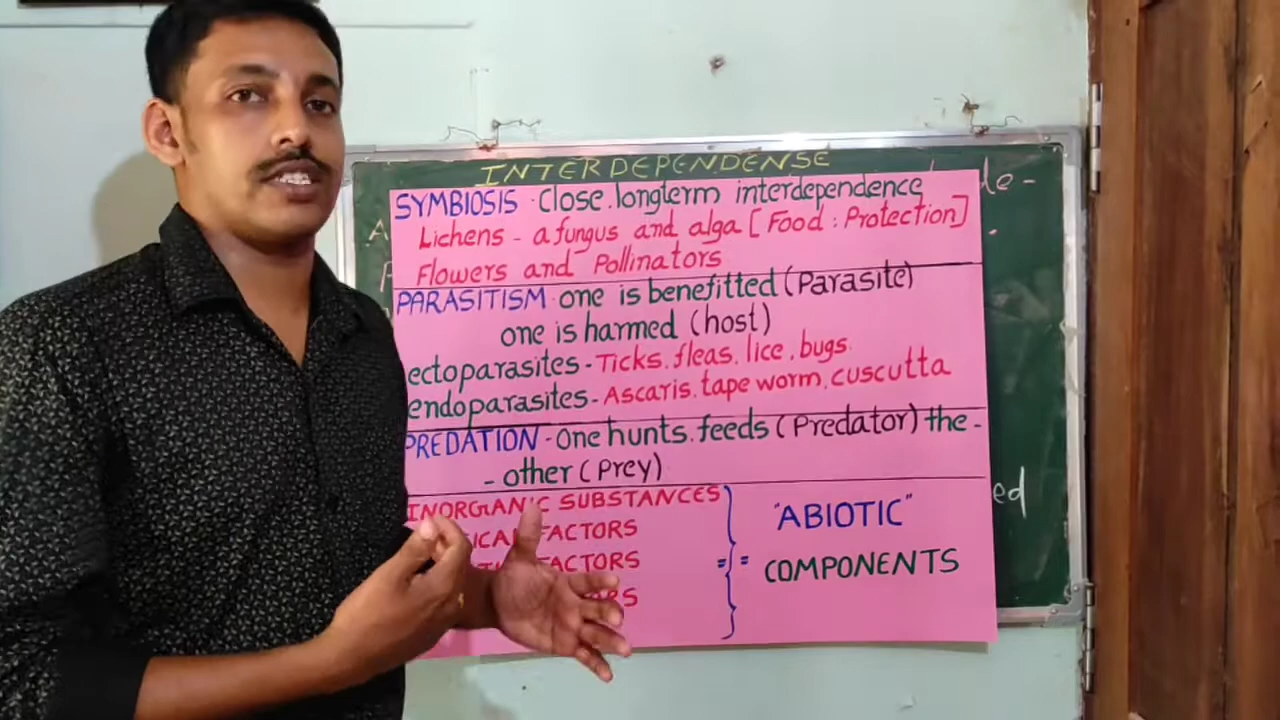 INTERDEPENDENSE
SYMBIOSIS - Close. longterm interdependence
Lichens - a fungus and alga [Food : Protection]
Flowers and Pollinators
PARASITISM one is benefitted (Parasite)
one is harmed (host)
ectoparasites - Ticks. fleas. lice. bugs.
endoparasites - Ascaris. tape worm. cuscutta
PREDATION - One hunts. feeds (Predator) the -
- other (Prey)
INORGANIC SUBSTANCES
FACTORS
FACTORS
"ABIOTIC"
= COMPONENTS
ed